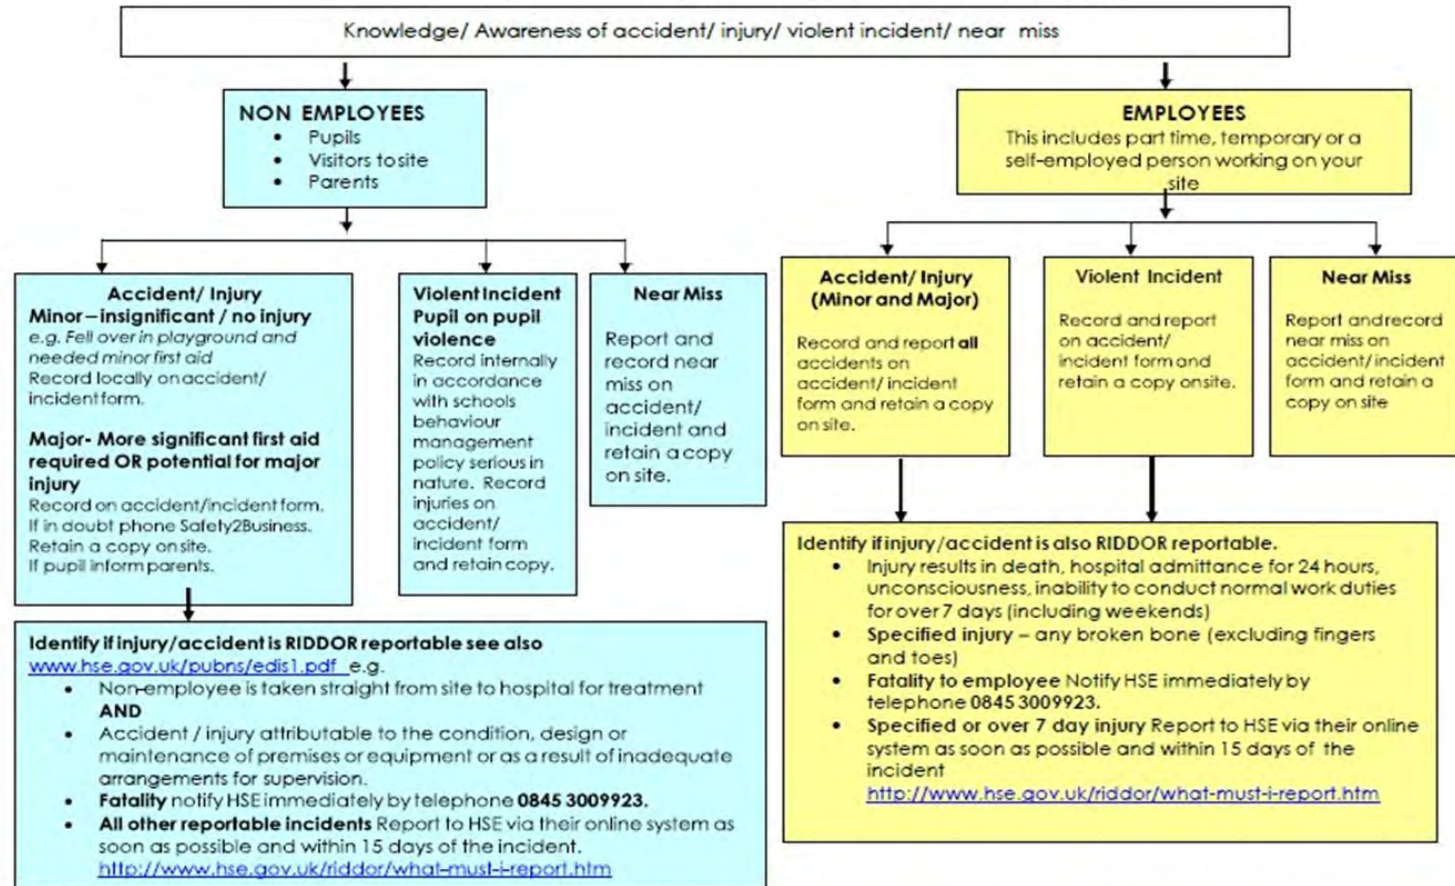 Knowledge/ Awareness of accident/ injury/ violent incident/ near miss
NON EMPLOYEES
• Pupils
• Visitors to site
• Parents
EMPLOYEES
This includes part time, temporary or a
self-employed person working on your
site
Accident/ Injury
Minor – insignificant / no injury
e.g. Fell over in playground and
needed minor first aid
Record locally on accident/
incident form.
Major- More significant first aid
required OR potential for major
injury
Record on accident/incident form.
If in doubt phone Safety2Business.
Retain a copy on site.
If pupil inform parents.
Violent Incident
Pupil on pupil
violence
Record internally
in accordance
with schools
behaviour
management
policy serious in
nature. Record
injuries on
accident/
incident form
and retain copy.
Near Miss
Report and
record near
miss on
accident/
incident and
retain a copy
on site.
Accident/ Injury
(Minor and Major)
Record and report all
accidents on
accident/ incident
form and retain a copy
on site.
Violent Incident
Record and report
on accident/
incident form and
retain a copy onsite.
Near Miss
Report and record
near miss on
accident/ incident
form and retain a
copy on site
Identify if injury/accident is RIDDOR reportable see also
www.hse.gov.uk/pubns/edis1.pdf e.g.
• Non-employee is taken straight from site to hospital for treatment
AND
• Accident / injury attributable to the condition, design or
maintenance of premises or equipment or as a result of inadequate
arrangements for supervision.
• Fatality notify HSE immediately by telephone 0845 3009923.
• All other reportable incidents Report to HSE via their online system as
soon as possible and within 15 days of the incident.
http://www.hse.gov.uk/riddor/what-must-i-report.htm
Identify if injury/accident is also RIDDOR reportable.
• Injury results in death, hospital admittance for 24 hours,
unconsciousness, inability to conduct normal work duties
for over 7 days (including weekends)
• Specified injury – any broken bone (excluding fingers
and toes)
• Fatality to employee Notify HSE immediately by
telephone 0845 3009923.
• Specified or over 7 day injury Report to HSE via their online
system as soon as possible and within 15 days of the
incident
http://www.hse.gov.uk/riddor/what-must-i-report.htm